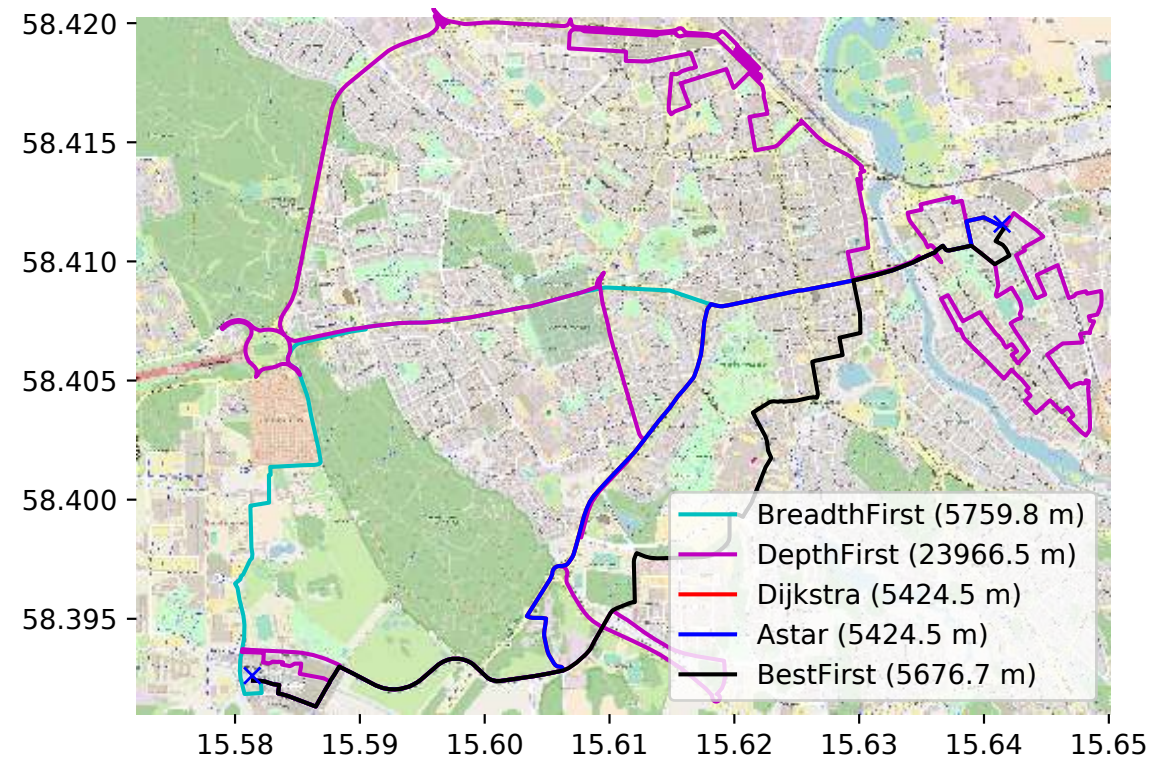 58.420
58.415
58.410
58.405
58.400
58.395
BreadthFirst (5759.8 m)
DepthFirst (23966.5 m)
Dijkstra (5424.5 m)
Astar (5424.5 m)
BestFirst (5676.7 m)
15.58 15.59 15.60 15.61 15.62 15.63 15.64 15.65